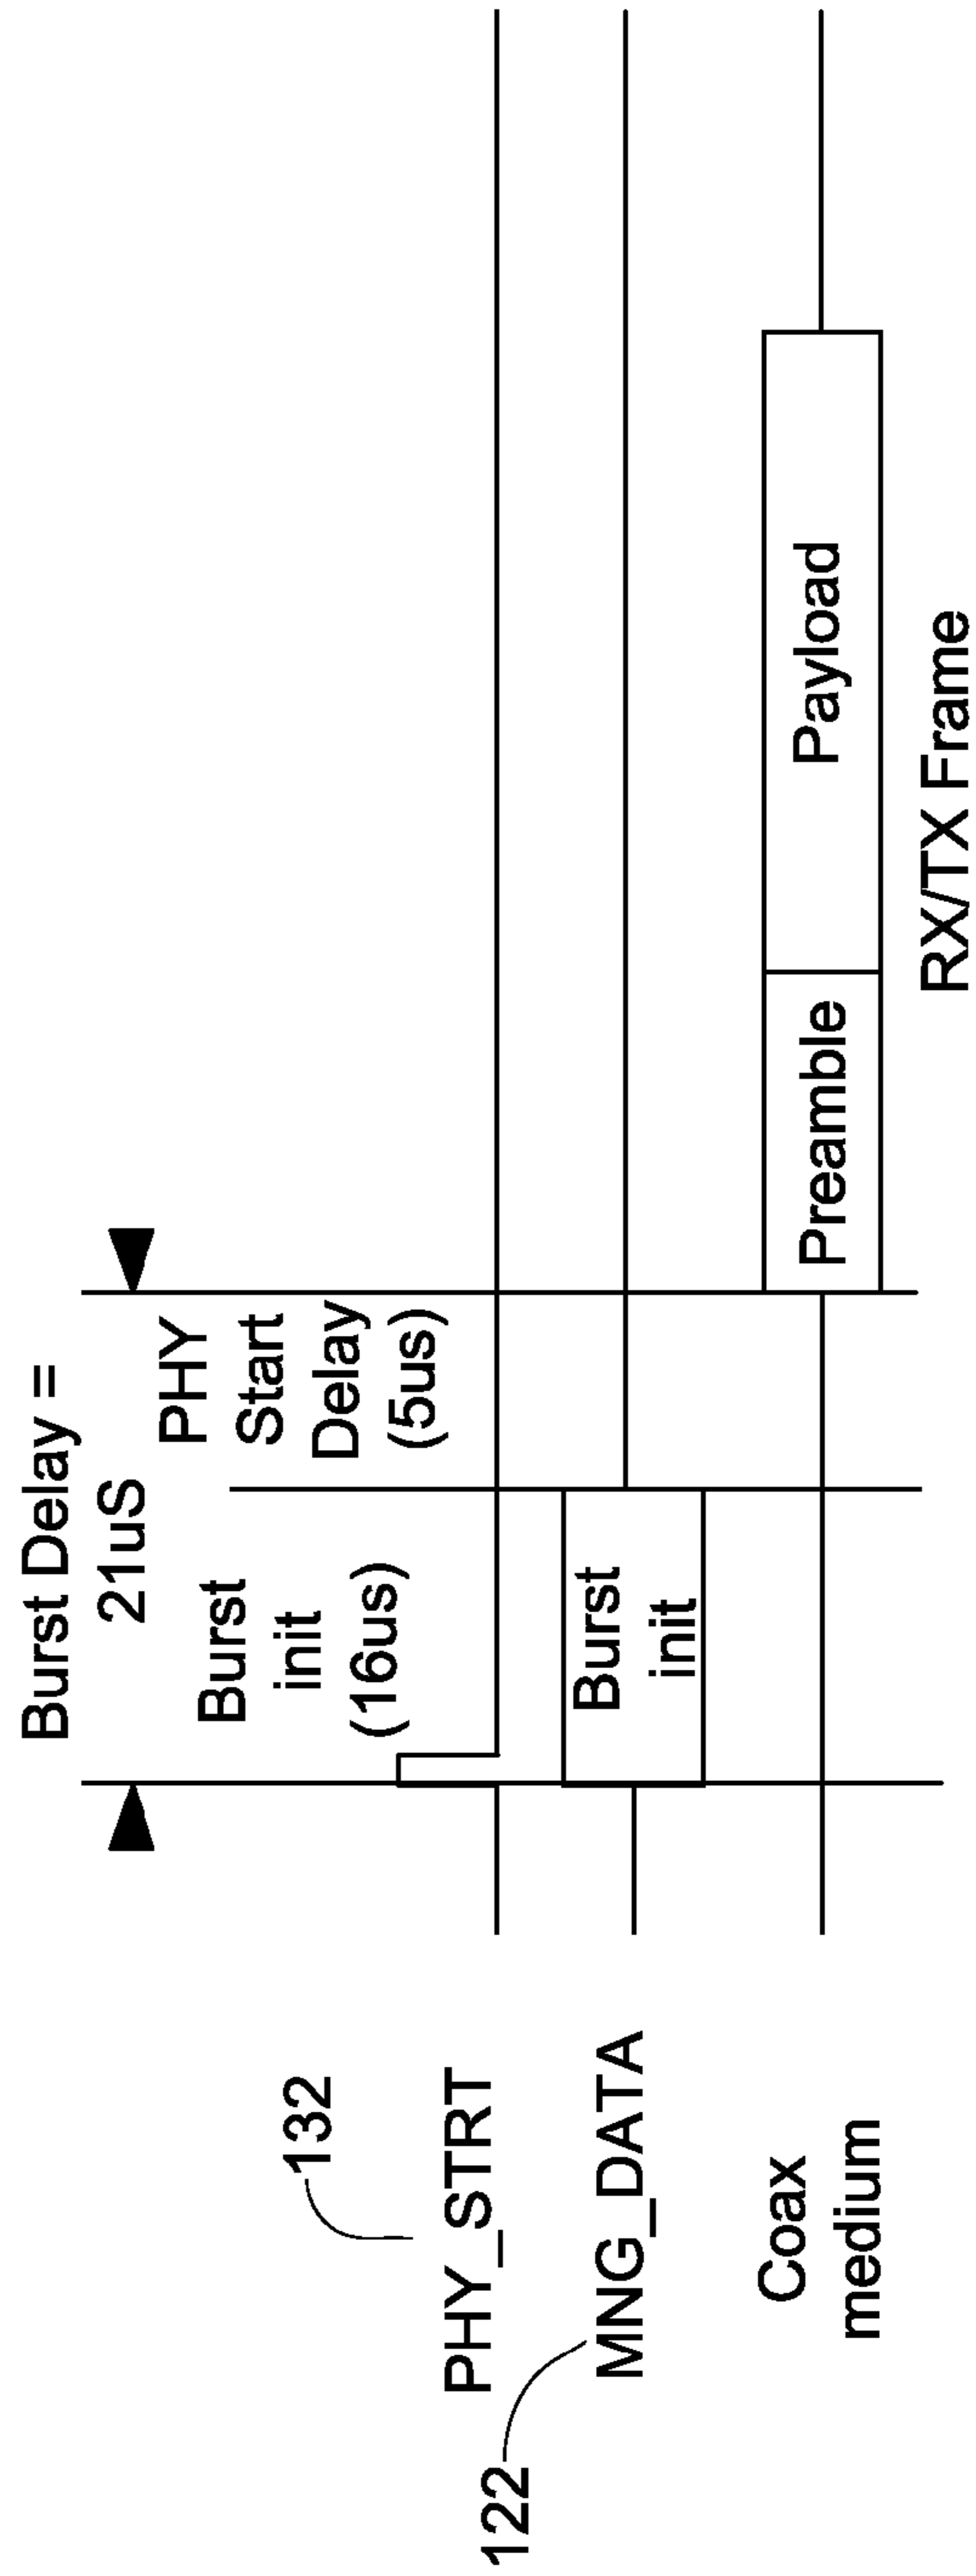 Burst Delay =
21uS
Burst
init
(16us)
PHY
Start
Delay
(5us)
132
PHY_STRT
122
MNG_DATA
Burst
init
Coax
medium
Preamble
Payload
RX/TX Frame